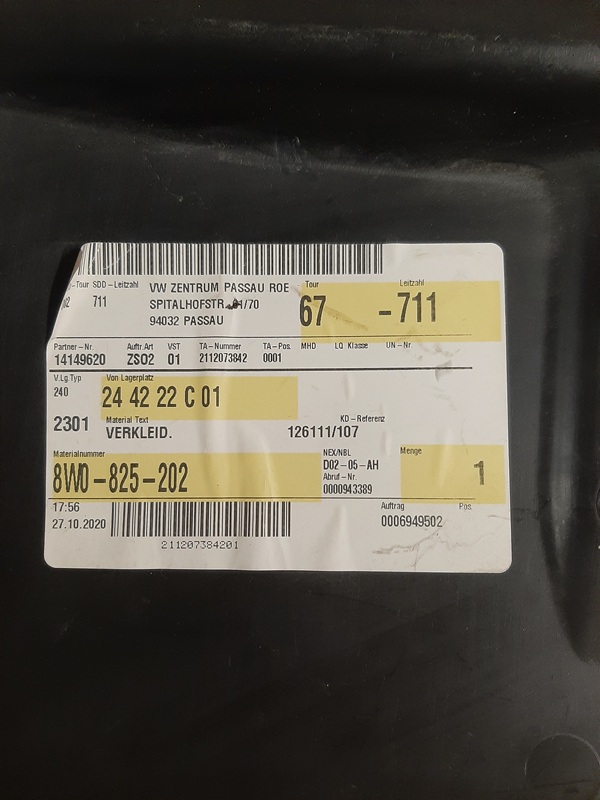 -Tour SDD-Leitzahl VW ZENTRUM PASSAU ROE Tour Leitzahl
02 711 SPITALHOFSTR. /70 67 -711
94032 PASSAU
Partner-Nr. Auftr.Art VST TA-Nummer TA-Pos. MHD LQ Klasse UN-Nr
14149620 ZSO2 01 2112073842 0001
V.Lg.Typ Von Lagerplatz
240 24 42 22 C 01
2301 Material Text KD-Referenz
VERKLEID. 126111/107
Materialnummer NEX/NBL Menge
8W0-825-202 D02-05-AH 1
Abruf-Nr.
0000943389
17:56 Auftrag Pos.
27.10.2020 0006949502
211207384201